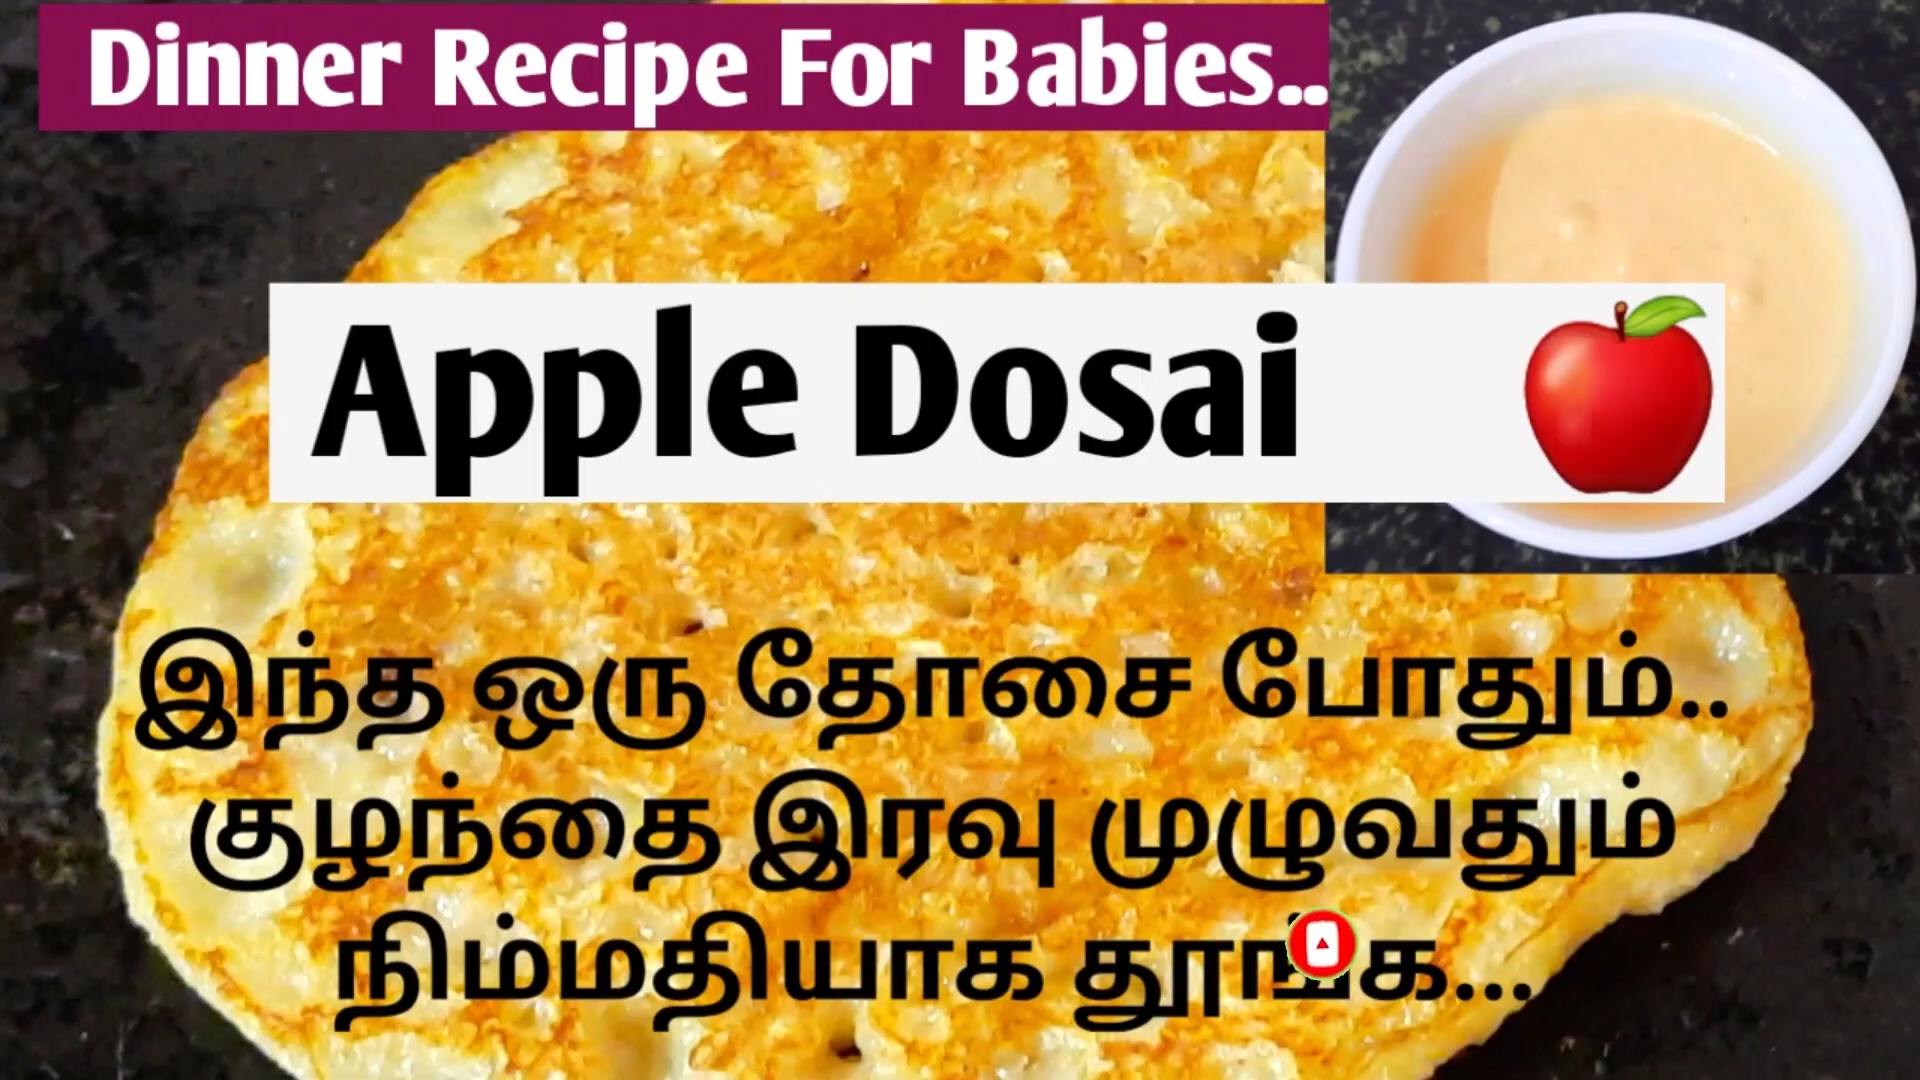 Dinner Recipe For Babies..
Apple Dosai
இந்த ஒரு தோசை போதும்..
குழந்தை இரவு முழுவதும்
நிம்மதியாக தூங்க...